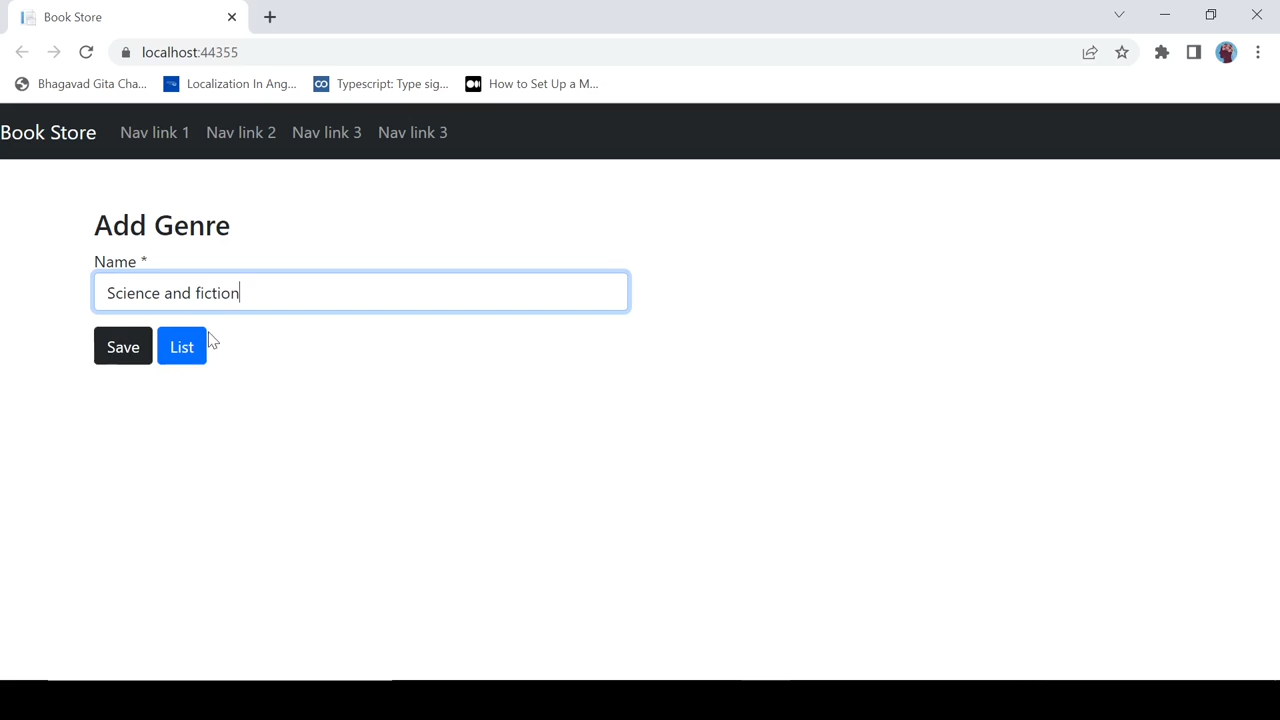 Book Store
localhost:44355
Bhagavad Gita Cha... Localization In Ang... Typescript: Type sig... How to Set Up a M...
Book Store Nav link 1 Nav link 2 Nav link 3 Nav link 3
Add Genre
Name *
Science and fiction
Save List